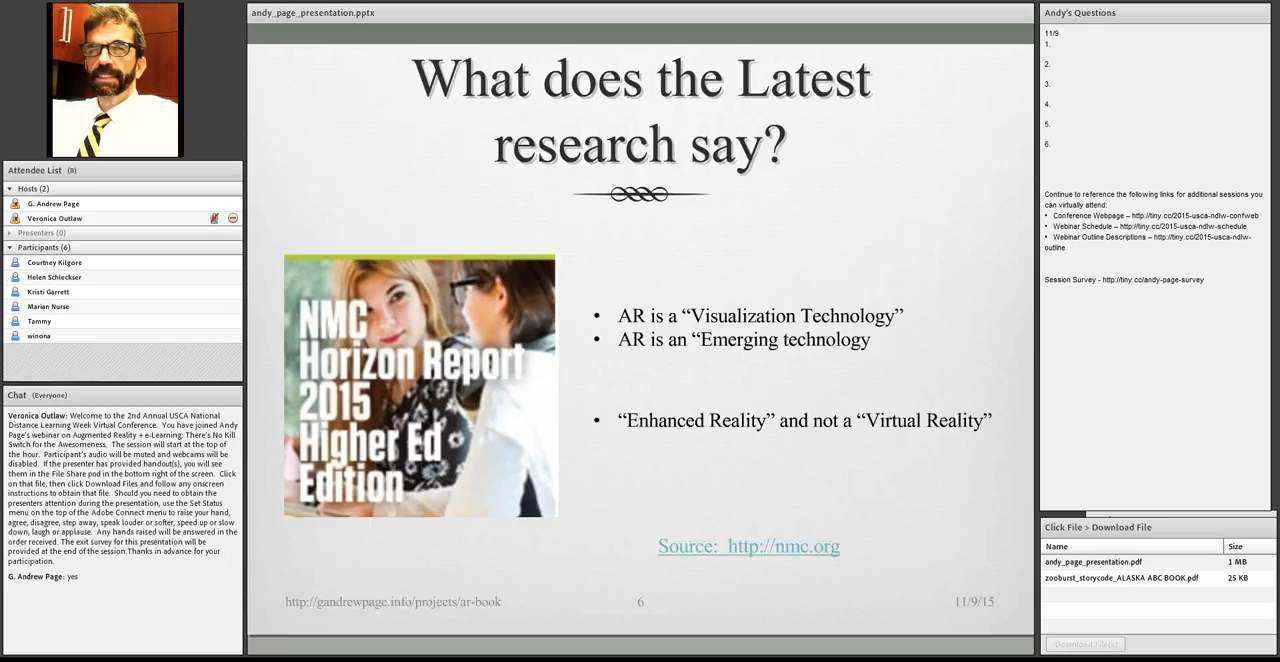 andy_page_presentation.pptx
What does the Latest
research say?
NMC
Horizon Report
2015
Higher Ed
Edition
• AR is a “Visualization Technology”
• AR is an “Emerging technology
• “Enhanced Reality” and not a “Virtual Reality”
Source:  http://nmc.org
http://gandrewpage.info/projects/ar-book
6
11/9/15
Attendee List (8)
Hosts (2)
G. Andrew Page
Veronica Outlaw
Presenters (0)
Participants (6)
Courtney Kilgore
Helen Schleckser
Kristi Garrett
Marian Nurse
Tammy
winona
Chat (Everyone)
Veronica Outlaw: Welcome to the 2nd Annual USCA National
Distance Learning Week Virtual Conference.  You have joined Andy
Page's webinar on Augmented Reality + e-Learning: There's No Kill
Switch for the Awesomeness.  The session will start at the top of
the hour.  Participant's audio will be muted and webcams will be
disabled.  If the presenter has provided handout(s), you will see
them in the File Share pod in the bottom right of the screen.  Click
on that file, then click Download Files and follow any onscreen
instructions to obtain that file.  Should you need to obtain the
presenters attention during the presentation, use the Set Status
menu on the top of the Adobe Connect menu to raise your hand,
agree, disagree, step away, speak louder or softer, speed up or slow
down, laugh or applause.  Any hands raised will be answered in the
order received. The exit survey for this presentation will be
provided at the end of the session.Thanks in advance for your
participation.
G. Andrew Page: yes
Andy's Questions
11/9
1.
2.
3.
4.
5.
6.
Continue to reference the following links for additional sessions you
can virtually attend:
• Conference Webpage – http://tiny.cc/2015-usca-ndlw-confweb
• Webinar Schedule – http://tiny.cc/2015-usca-ndlw-schedule
• Webinar Outline Descriptions – http://tiny.cc/2015-usca-ndlw-
outline
Session Survey - http://tiny.cc/andy-page-survey
Click File > Download File
Name Size
andy_page_presentation.pdf 1 MB
zooburst_storycode_ALASKA ABC BOOK.pdf 25 KB
Download File(s)